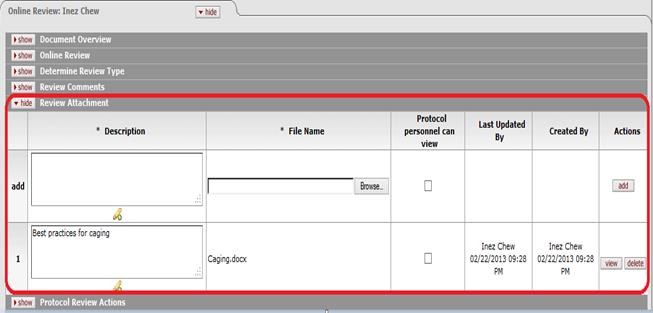 Online Review: Inez Chew
hide
show Document Overview
show Online Review
show Determine Review Type
show Review Comments
hide Review Attachment
* Description
* File Name
Protocol
personnel can
view
Last Updated
By
Created By
Actions
add
Browse...
add
1
Best practices for caging
Caging.docx
Inez Chew
02/22/2013 09:28
PM
Inez Chew
02/22/2013 09:28
PM
view delete
show Protocol Review Actions